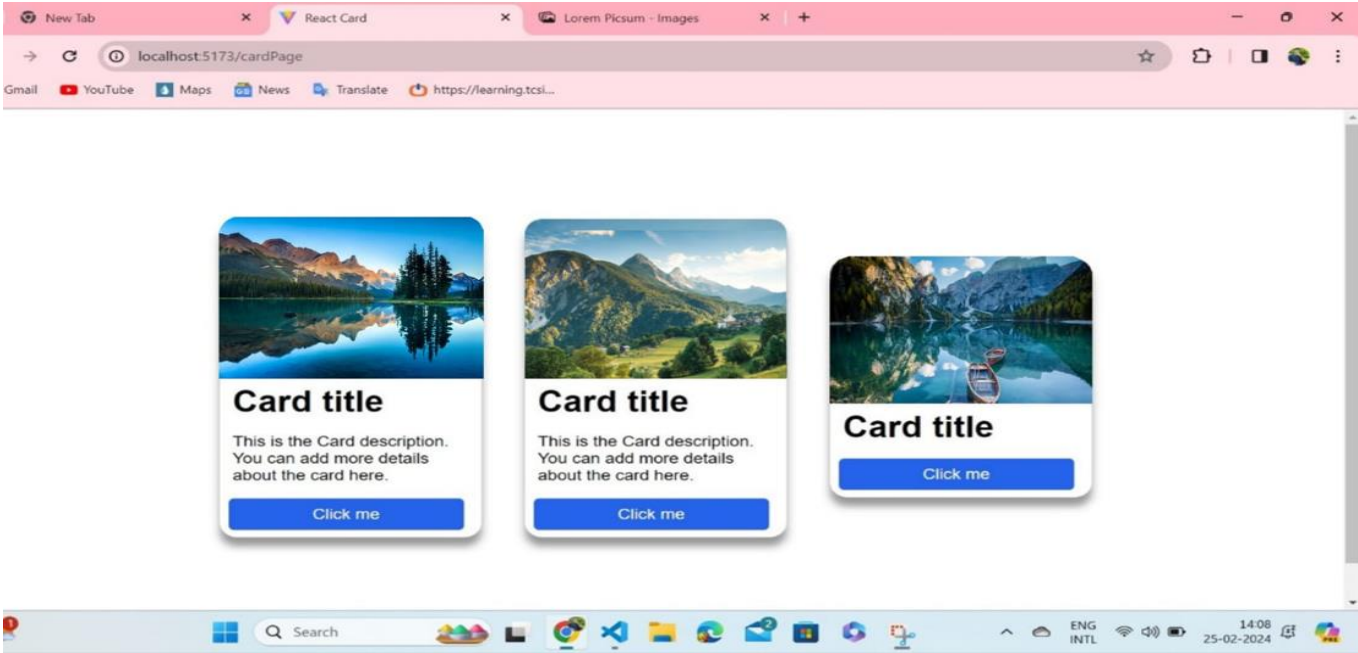 New Tab
React Card
Lorem Picsum - Images
localhost:5173/cardPage
Gmail
YouTube
Maps
News
Translate
https://learning.tcsi...
Card title
This is the Card description.
You can add more details
about the card here.
Click me
Card title
This is the Card description.
You can add more details
about the card here.
Click me
Card title
Click me
1
Search
2
ENG
INTL
14:08
25-02-2024